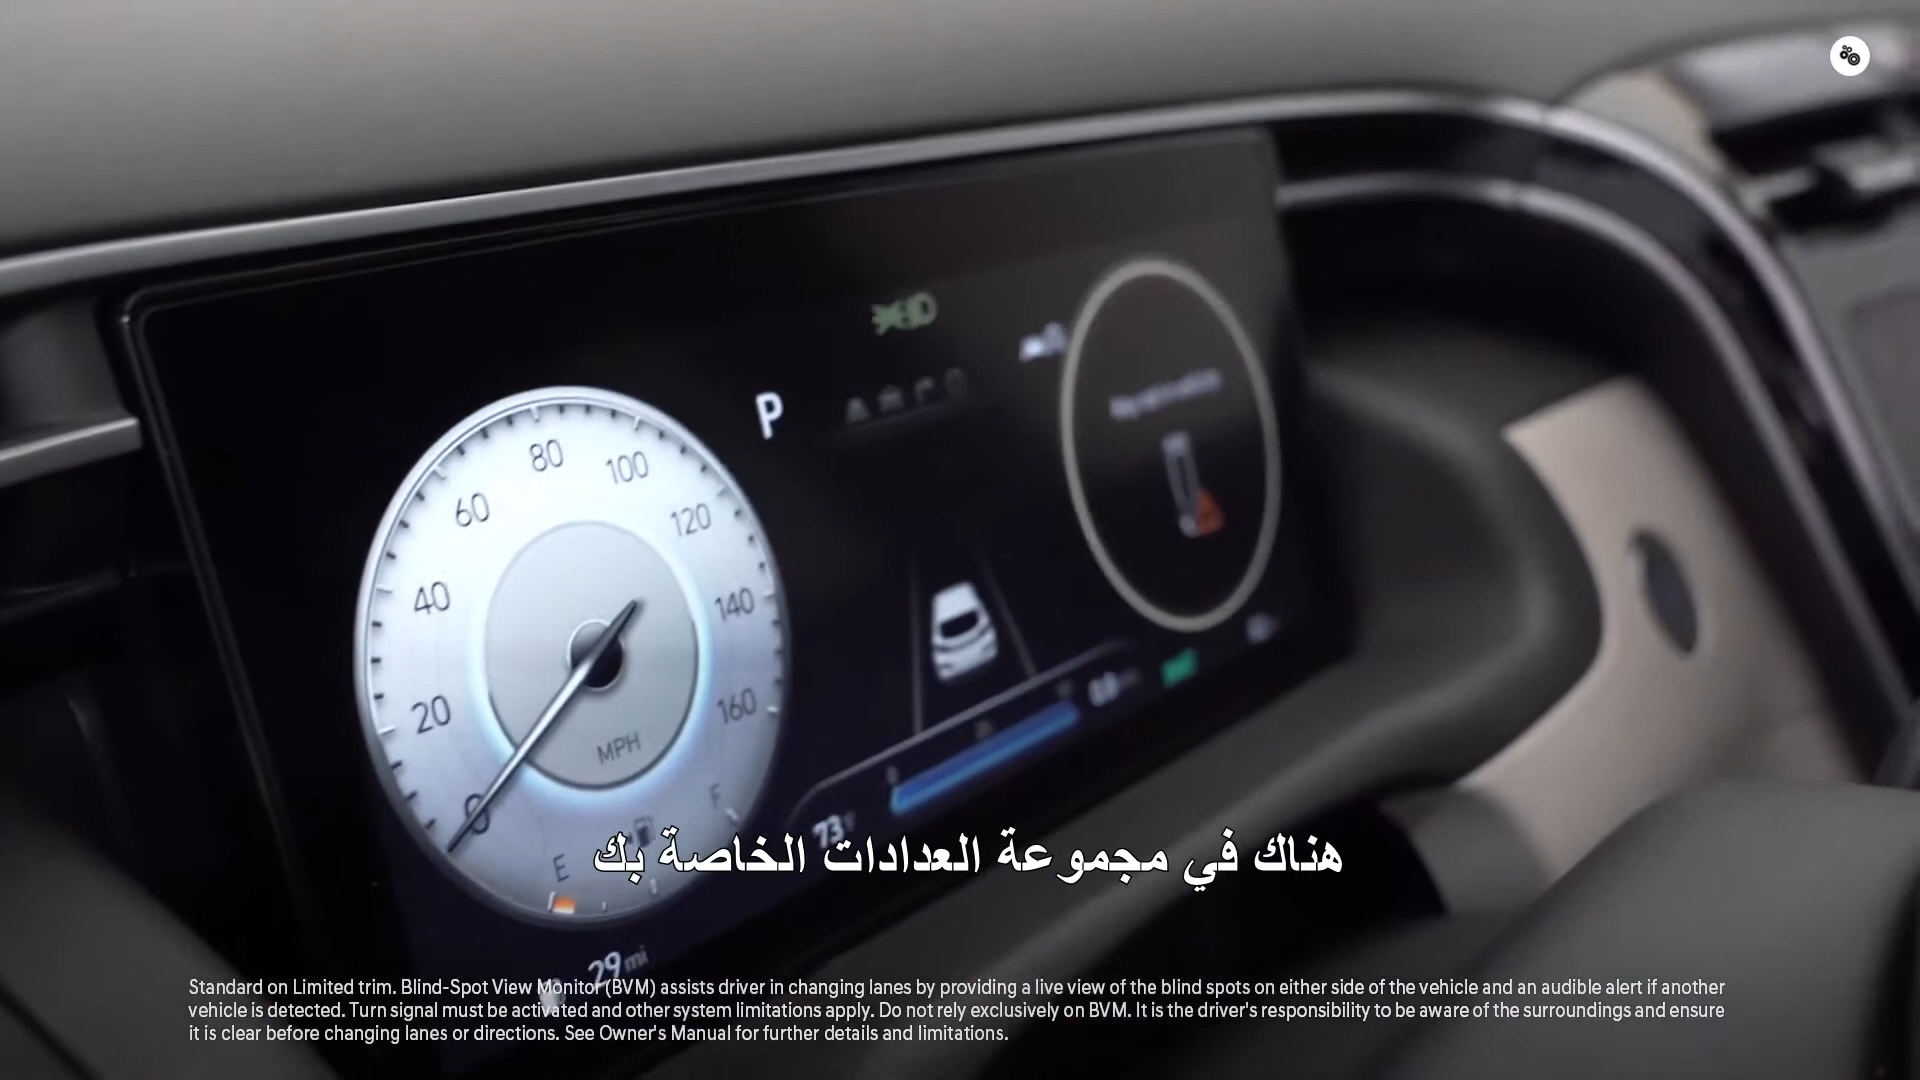 P
80
100
60
120
40
140
20
160
MPH
0
F
E
73
29 mi
هناك في مجموعة العدادات الخاصة بك
Standard on Limited trim. Blind-Spot View Monitor (BVM) assists driver in changing lanes by providing a live view of the blind spots on either side of the vehicle and an audible alert if another
vehicle is detected. Turn signal must be activated and other system limitations apply. Do not rely exclusively on BVM. It is the driver's responsibility to be aware of the surroundings and ensure
it is clear before changing lanes or directions. See Owner's Manual for further details and limitations.